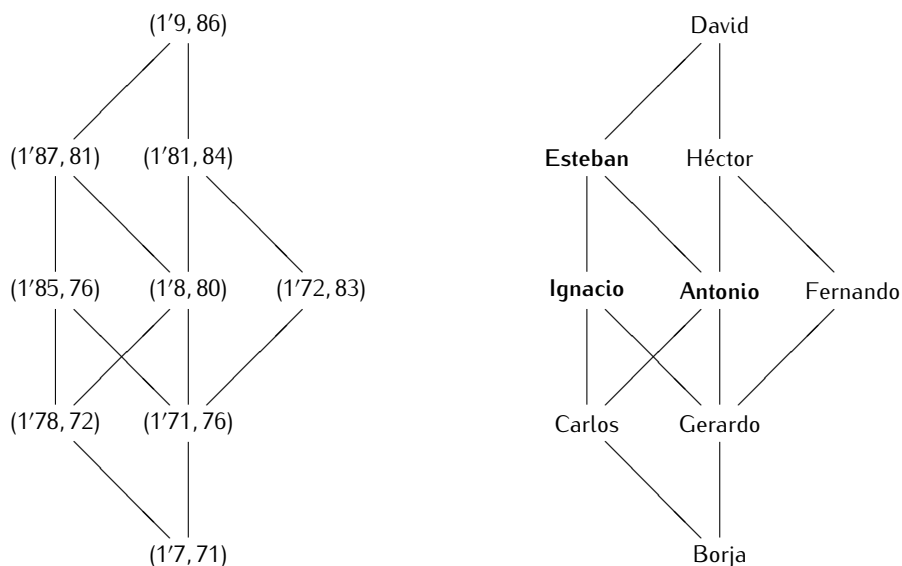 (1′9, 86)
David
(1′87, 81) (1′81, 84)
Esteban Héctor
(1′85, 76) (1′8, 80) (1′72, 83)
Ignacio Antonio Fernando
(1′78, 72) (1′71, 76)
Carlos Gerardo
(1′7, 71)
Borja